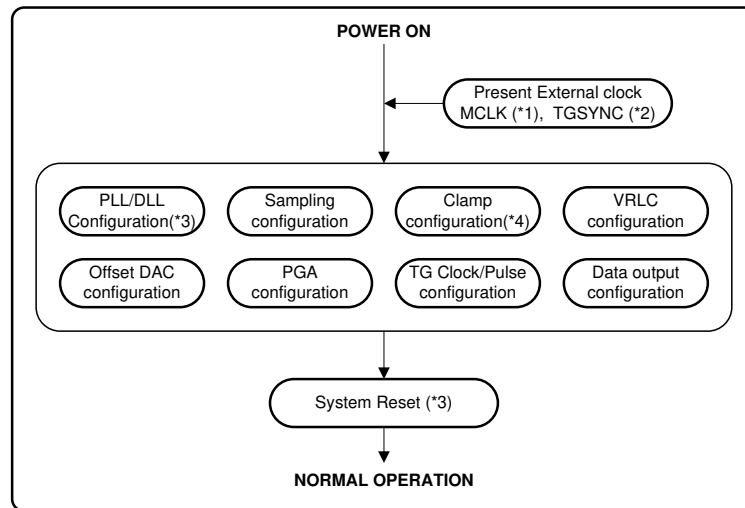 POWER ON
Present External clock
MCLK (*1), TGSYNC (*2)
PLL/DLL
Configuration(*3)
Sampling
configuration
Clamp
configuration(*4)
VRLC
configuration
Offset DAC
configuration
PGA
configuration
TG Clock/Pulse
configuration
Data output
configuration
System Reset (*3)
NORMAL OPERATION